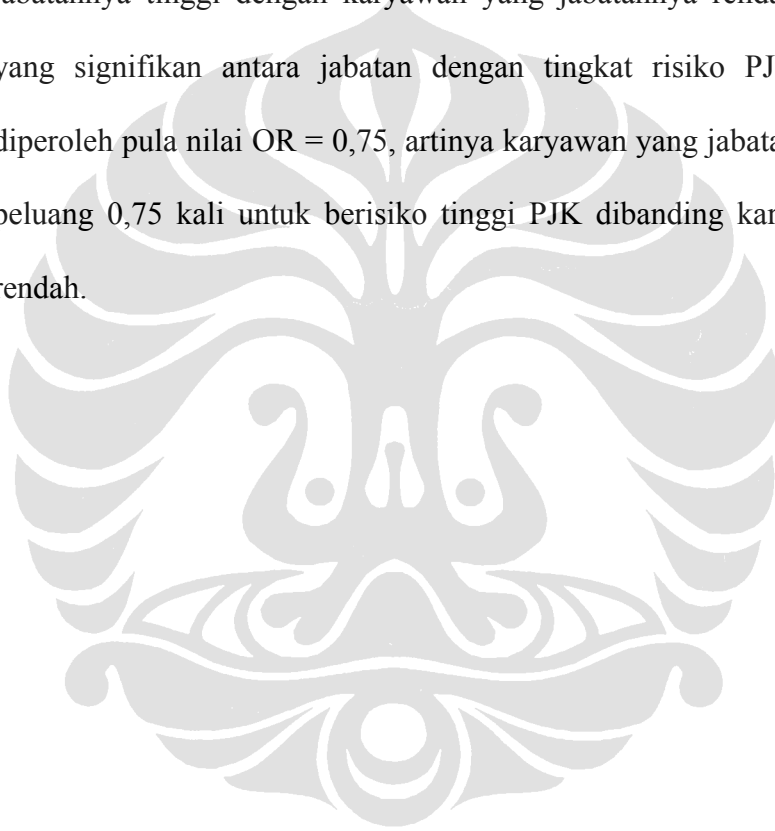 jabatannya tinggi dengan karyawan yang jabatannya renda
yang signifikan antara jabatan dengan tingkat risiko PJ
diperoleh pula nilai OR = 0,75, artinya karyawan yang jabata
peluang 0,75 kali untuk berisiko tinggi PJK dibanding kar
rendah.